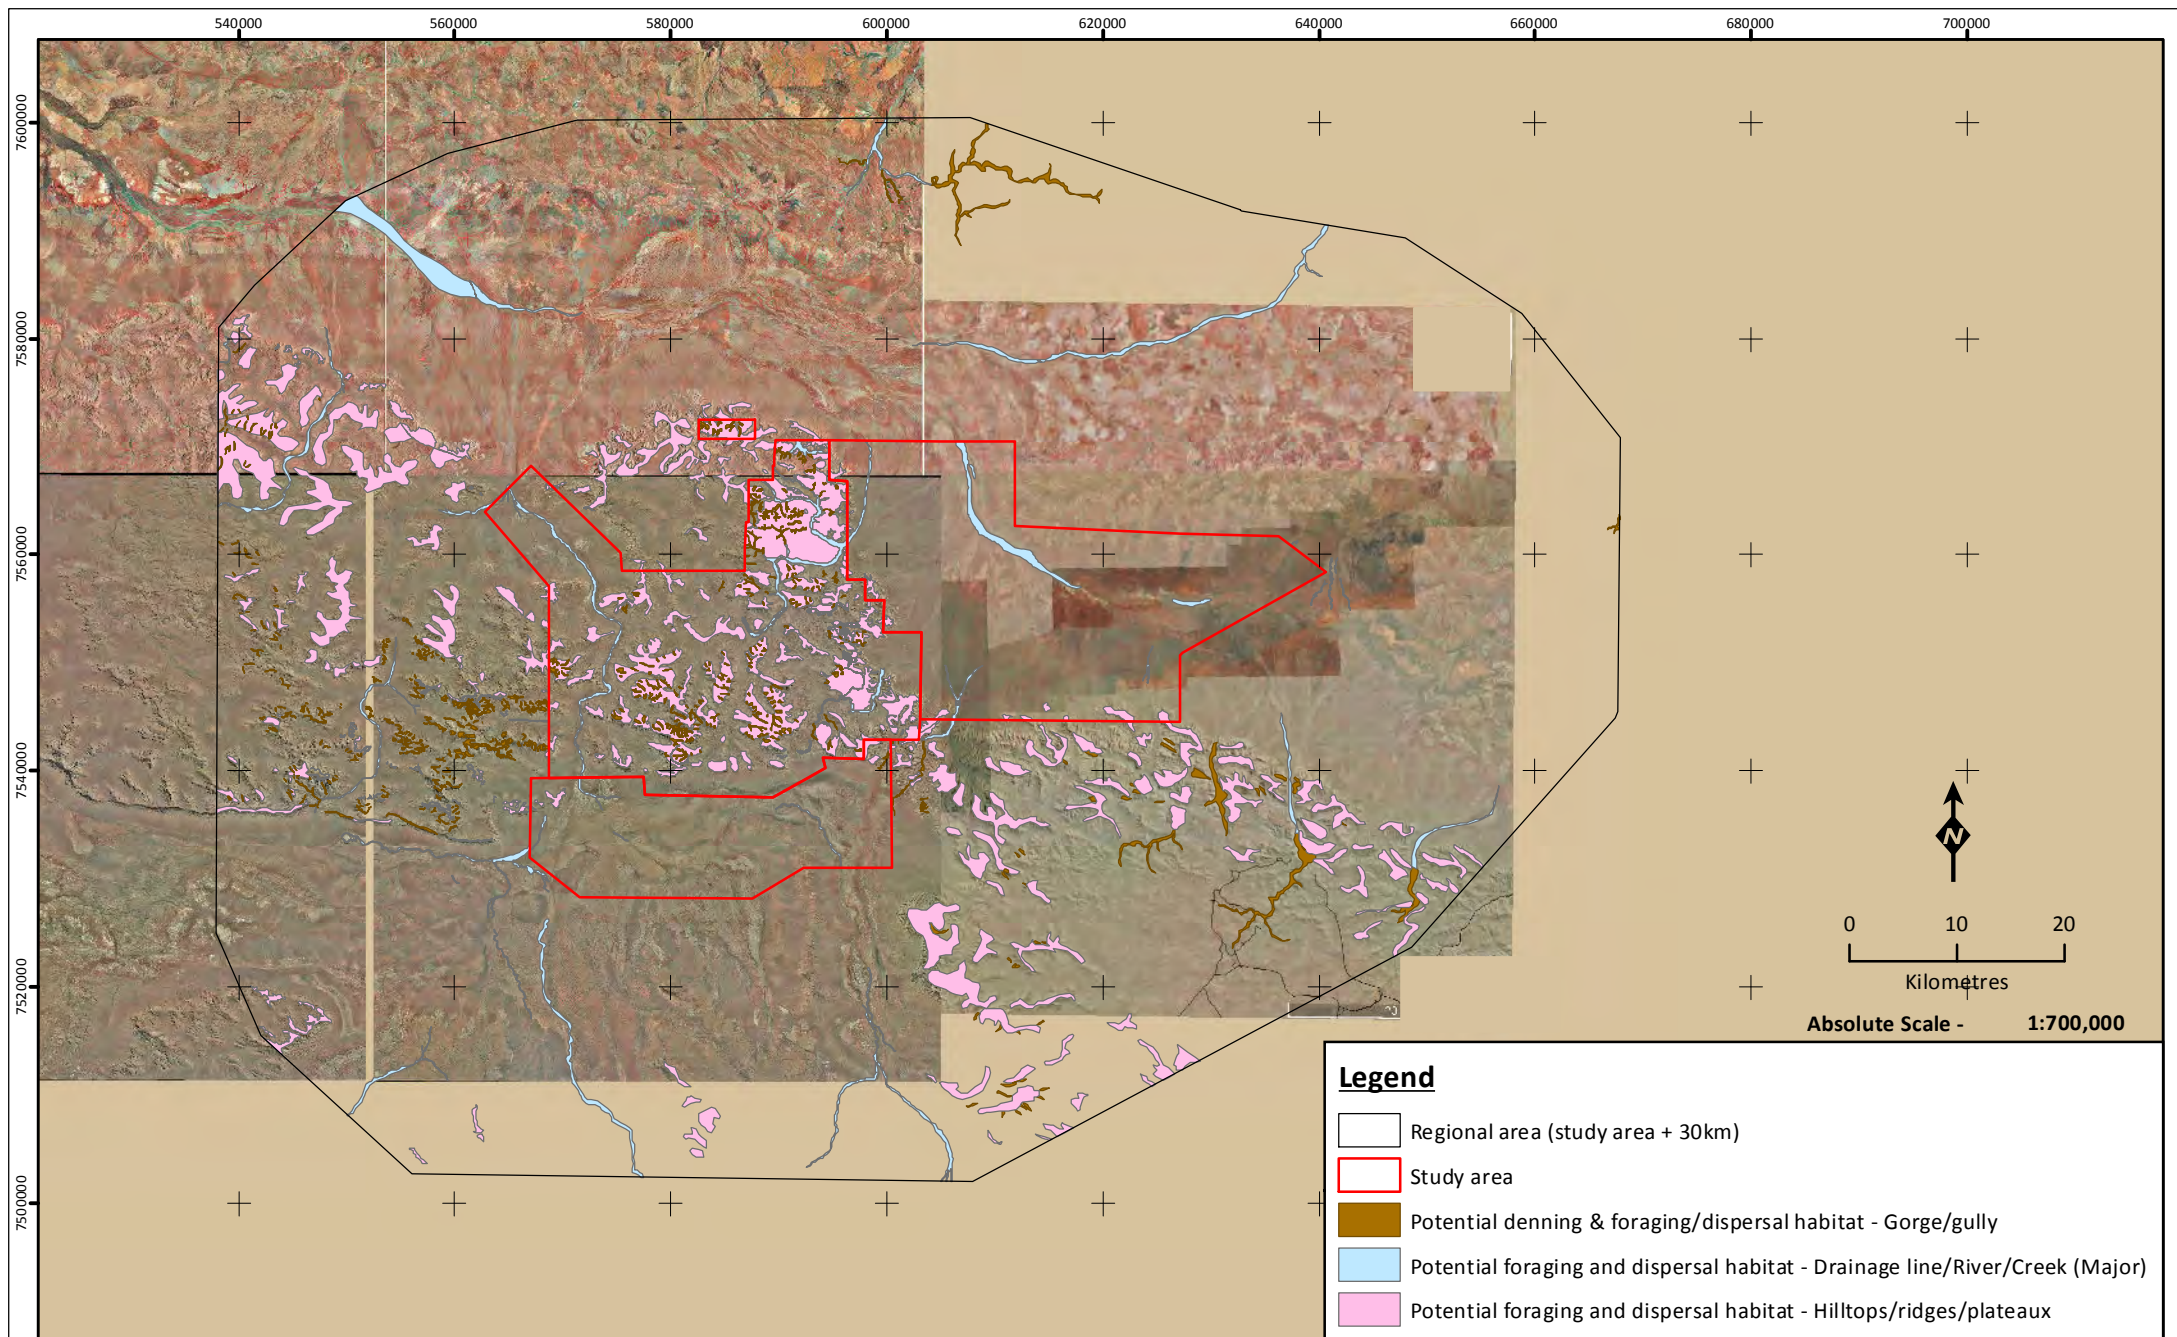 540000 560000 580000 600000 620000 640000 660000 680000 700000
7600000
7580000
7560000
7540000
7520000
7500000
N
0 10 20
Kilometres
Absolute Scale - 1:700,000
Legend
Regional area (study area + 30km)
Study area
Potential denning & foraging/dispersal habitat - Gorge/gully
Potential foraging and dispersal habitat - Drainage line/River/Creek (Major)
Potential foraging and dispersal habitat - Hilltops/ridges/plateaux